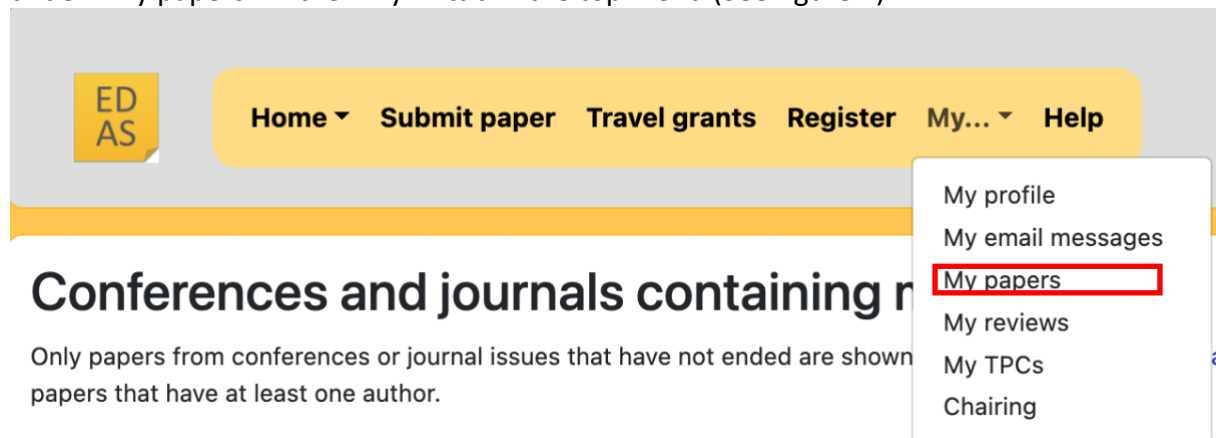 ED
AS
Home Submit paper Travel grants Register My... Help
My profile
My email messages
My papers
My reviews
My TPCs
Chairing
Conferences and journals containing
Only papers from conferences or journal issues that have not ended are shown
papers that have at least one author.